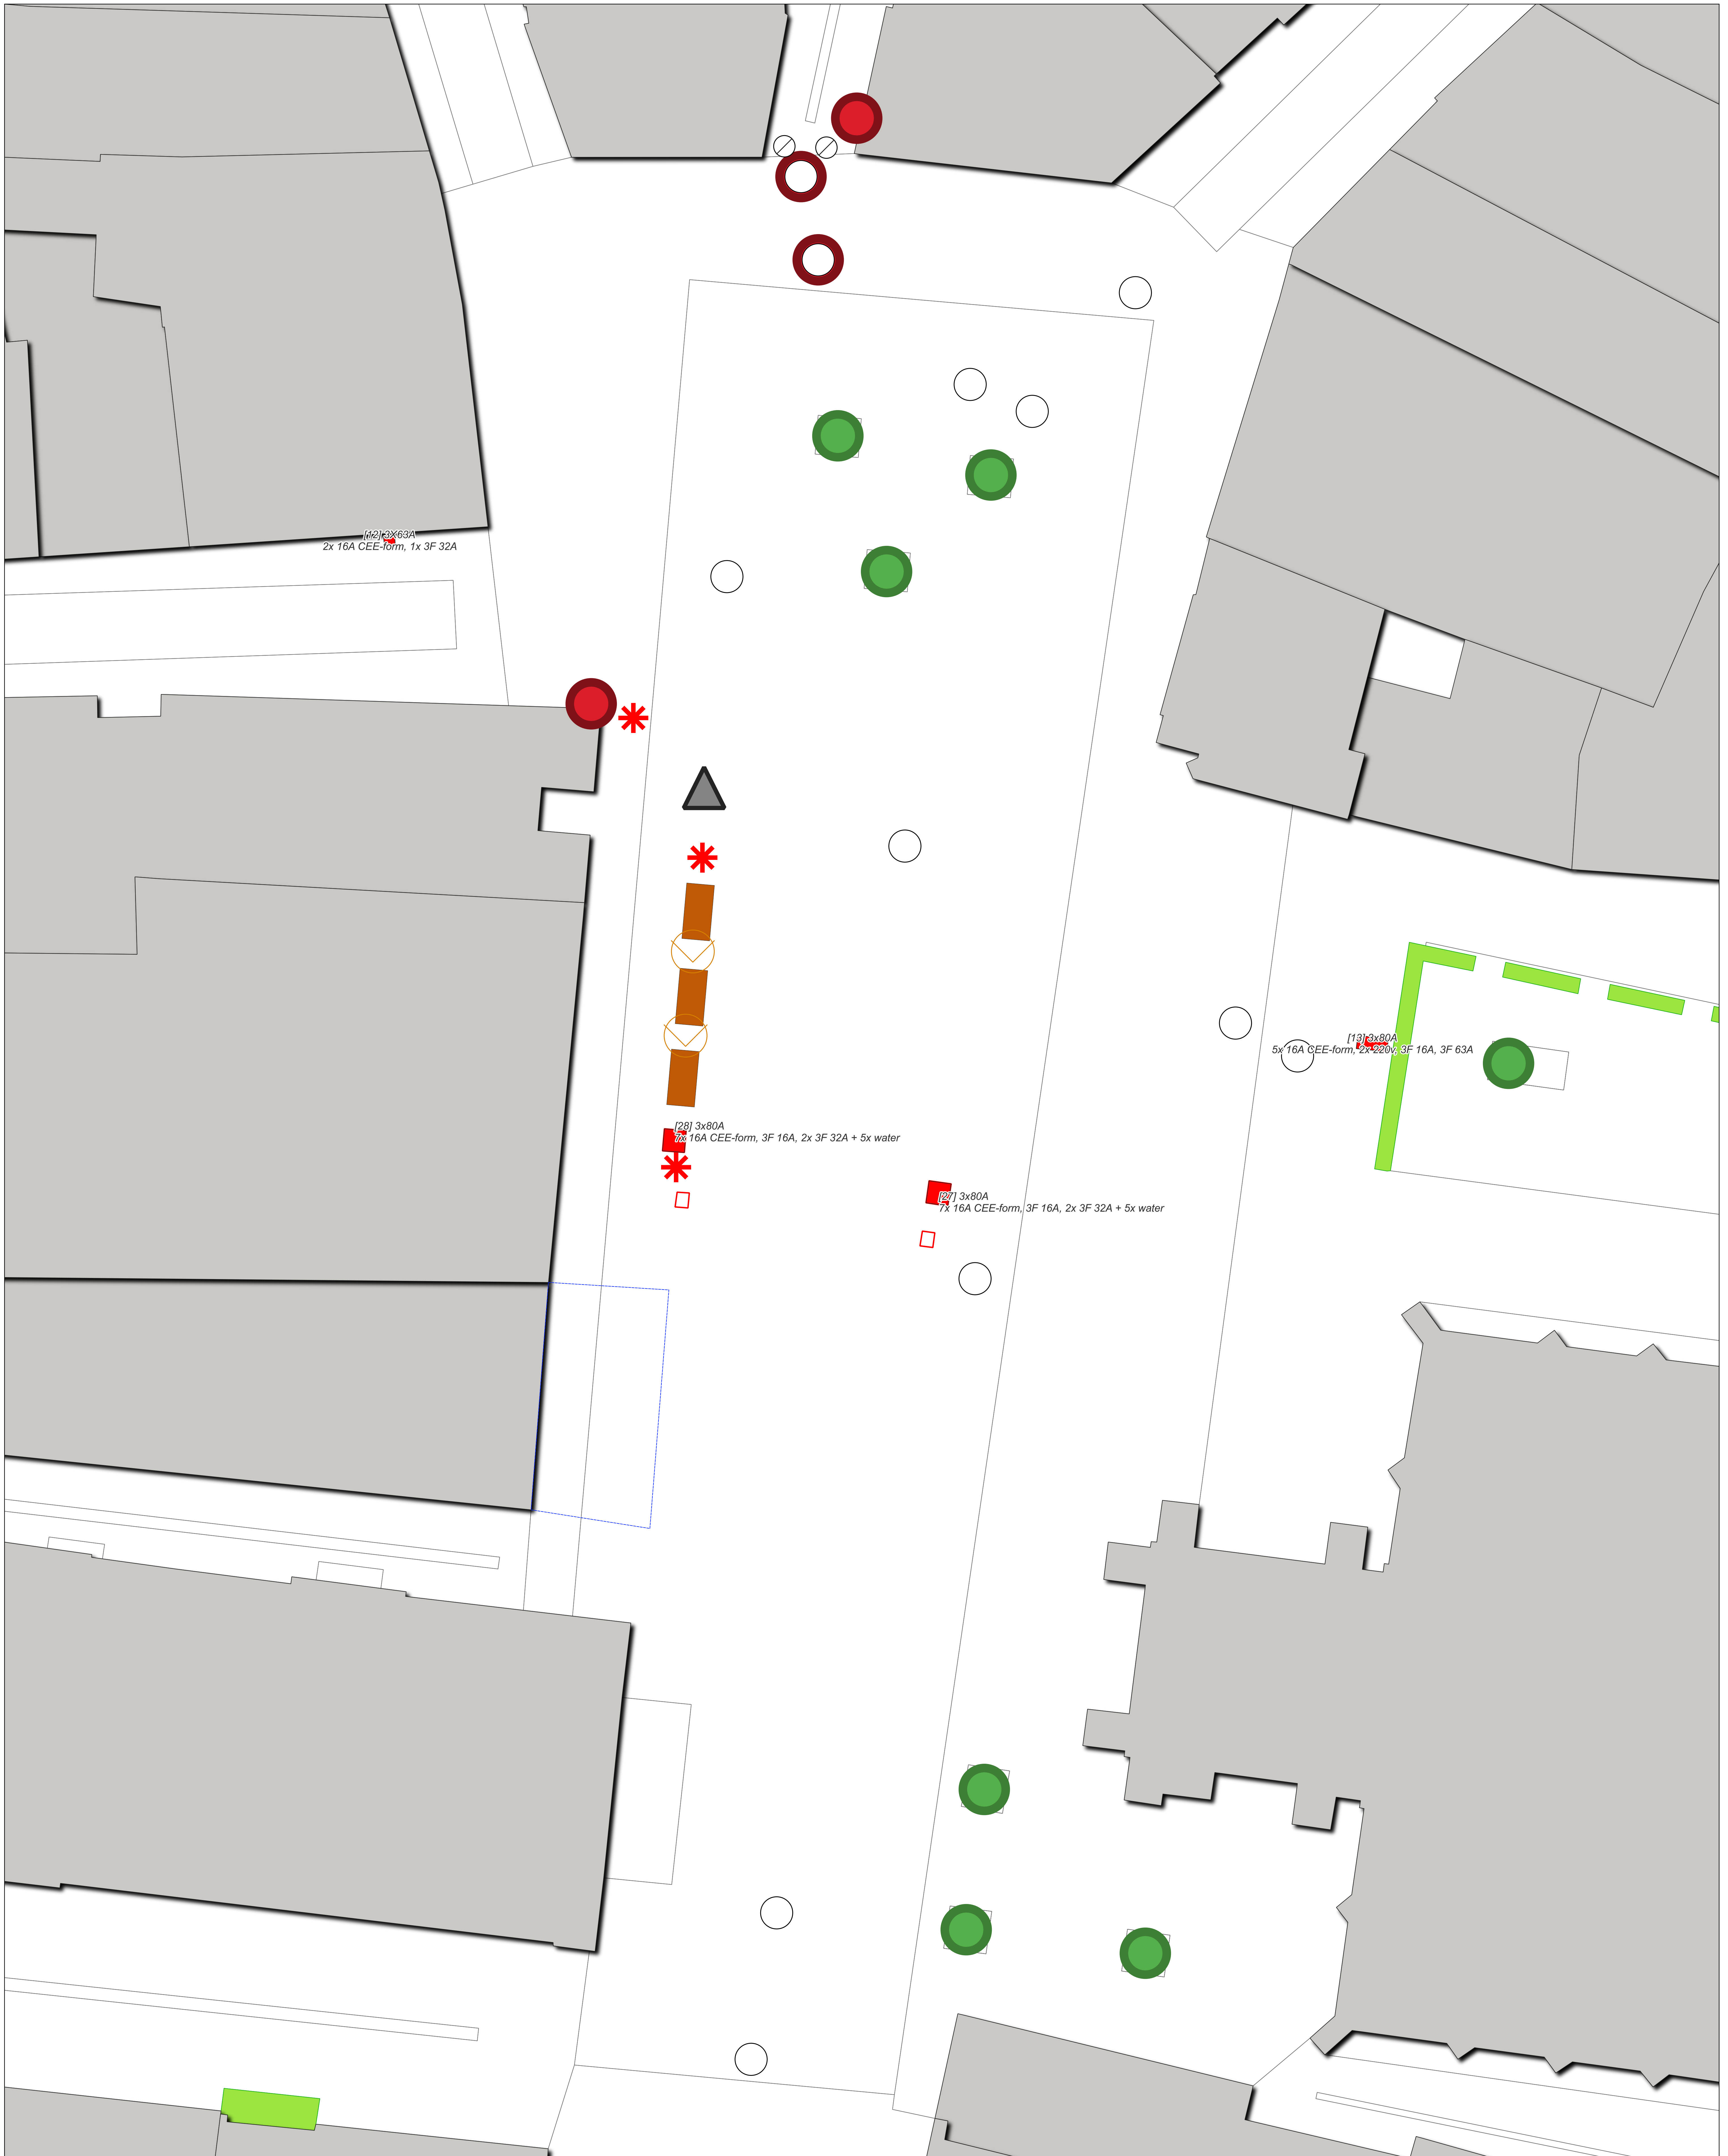 [12] 3X63A
2x 16A CEE-form, 1x 3F 32A
[13] 3x80A
5x 16A CEE-form, 2x 220v, 3F 16A, 3F 63A
[28] 3x80A
7x 16A CEE-form, 3F 16A, 2x 3F 32A + 5x water
[27] 3x80A
7x 16A CEE-form, 3F 16A, 2x 3F 32A + 5x water